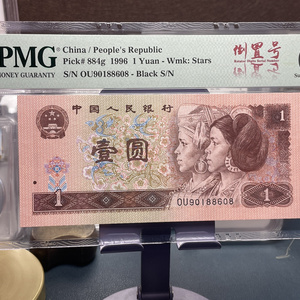 PMG
MONEY GUARANTY
China / People's Republic
Pick# 884g 1996 1 Yuan - Wmk: Stars
S/N OU90188608 - Black S/N
倒置号
中国人民银行
壹圆
1
1
OU90188608